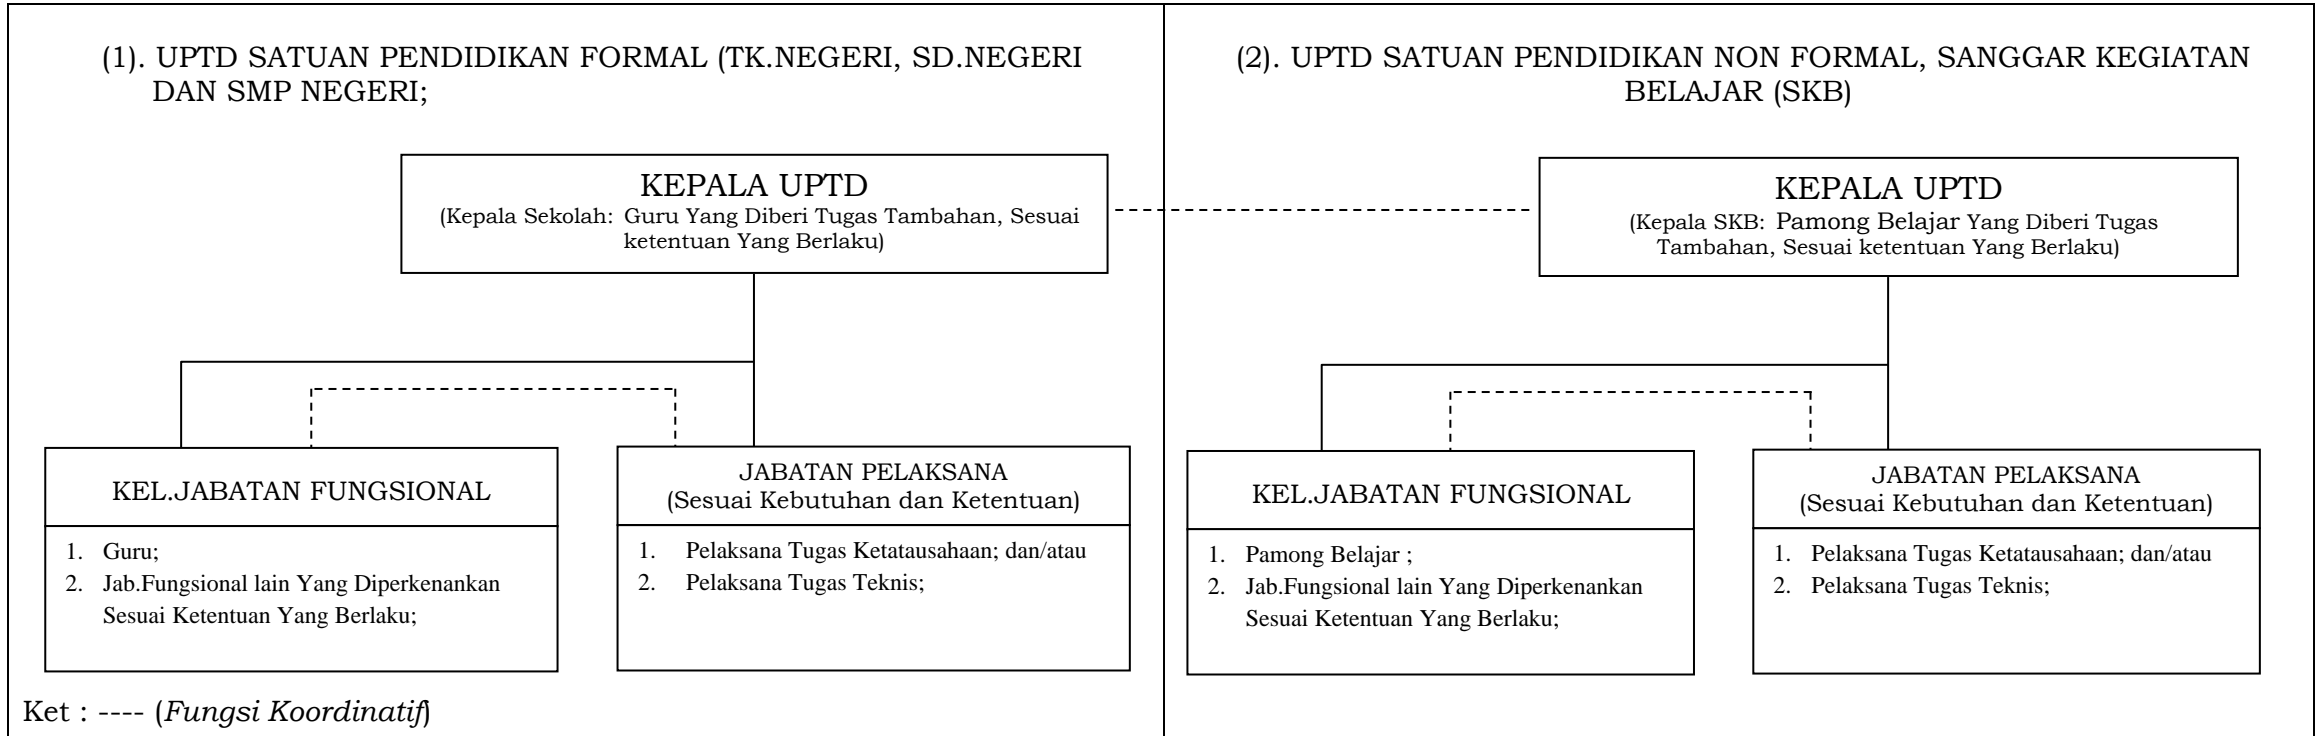 (1). UPTD SATUAN PENDIDIKAN FORMAL (TK.NEGERI, SD.NEGERI
DAN SMP NEGERI;
KEPALA UPTD
(Kepala Sekolah: Guru Yang Diberi Tugas Tambahan, Sesuai
ketentuan Yang Berlaku)
KEL.JABATAN FUNGSIONAL
1. Guru;
2. Jab.Fungsional lain Yang Diperkenankan
Sesuai Ketentuan Yang Berlaku;
JABATAN PELAKSANA
(Sesuai Kebutuhan dan Ketentuan)
1. Pelaksana Tugas Ketatausahaan; dan/atau
2. Pelaksana Tugas Teknis;
Ket : ---- (Fungsi Koordinatif)
(2). UPTD SATUAN PENDIDIKAN NON FORMAL, SANGGAR KEGIATAN
BELAJAR (SKB)
KEPALA UPTD
(Kepala SKB: Pamong Belajar Yang Diberi Tugas
Tambahan, Sesuai ketentuan Yang Berlaku)
KEL.JABATAN FUNGSIONAL
1. Pamong Belajar ;
2. Jab.Fungsional lain Yang Diperkenankan
Sesuai Ketentuan Yang Berlaku;
JABATAN PELAKSANA
(Sesuai Kebutuhan dan Ketentuan)
1. Pelaksana Tugas Ketatausahaan; dan/atau
2. Pelaksana Tugas Teknis;